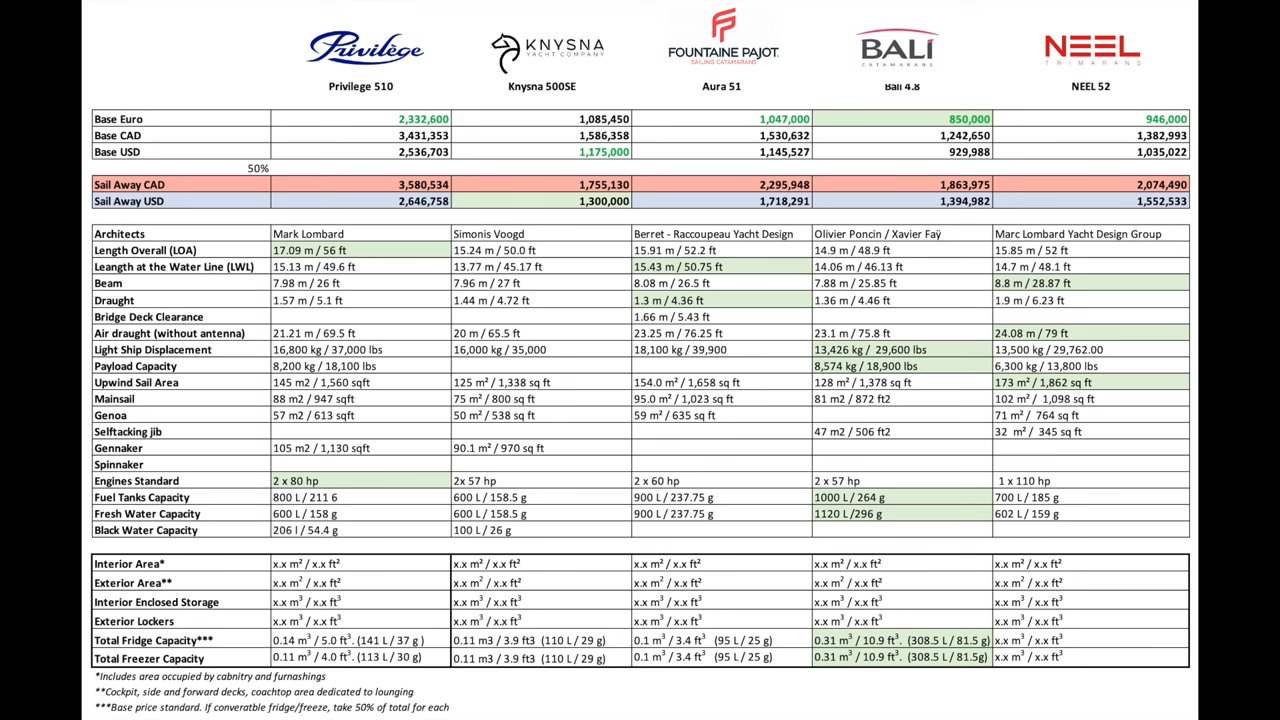 Privilège KNYSNA FOUNTAINE PAJOT BALI NEEL
YACHT COMPANY SAILING CATAMARANS CATAMARANS TRIMARANS
Privilege 510 Knysna 500SE Aura 51 Bali 4.8 NEEL 52
Base Euro 2,332,600 1,085,450 1,047,000 850,000 946,000
Base CAD 3,431,353 1,586,358 1,530,632 1,242,650 1,382,993
Base USD 2,536,703 1,175,000 1,145,527 929,988 1,035,022
50%
Sail Away CAD 3,580,534 1,755,130 2,295,948 1,863,975 2,074,490
Sail Away USD 2,646,758 1,300,000 1,718,291 1,394,982 1,552,533
Architects Mark Lombard Simonis Voogd Berret - Raccoupeau Yacht Design Olivier Poncin / Xavier Faÿ Marc Lombard Yacht Design Group
Length Overall (LOA) 17.09 m / 56 ft 15.24 m / 50.0 ft 15.91 m / 52.2 ft 14.9 m / 48.9 ft 15.85 m / 52 ft
Leangth at the Water Line (LWL) 15.13 m / 49.6 ft 13.77 m / 45.17 ft 15.43 m / 50.75 ft 14.06 m / 46.13 ft 14.7 m / 48.1 ft
Beam 7.98 m / 26 ft 7.96 m / 27 ft 8.08 m / 26.5 ft 7.88 m / 25.85 ft 8.8 m / 28.87 ft
Draught 1.57 m / 5.1 ft 1.44 m / 4.72 ft 1.3 m / 4.36 ft 1.36 m / 4.46 ft 1.9 m / 6.23 ft
Bridge Deck Clearance 1.66 m / 5.43 ft
Air draught (without antenna) 21.21 m / 69.5 ft 20 m / 65.5 ft 23.25 m / 76.25 ft 23.1 m / 75.8 ft 24.08 m / 79 ft
Light Ship Displacement 16,800 kg / 37,000 lbs 16,000 kg / 35,000 18,100 kg / 39,900 13,426 kg / 29,600 lbs 13,500 kg / 29,762.00
Payload Capacity 8,200 kg / 18,100 lbs 8,574 kg / 18,900 lbs 6,300 kg / 13,800 lbs
Upwind Sail Area 145 m2 / 1,560 sqft 125 m² / 1,338 sq ft 154.0 m² / 1,658 sq ft 128 m² / 1,378 sq ft 173 m² / 1,862 sq ft
Mainsail 88 m2 / 947 sqft 75 m² / 800 sq ft 95.0 m² / 1,023 sq ft 81 m2 / 872 ft2 102 m² / 1,098 sq ft
Genoa 57 m2 / 613 sqft 50 m² / 538 sq ft 59 m² / 635 sq ft 71 m² / 764 sq ft
Selftacking jib 47 m2 / 506 ft2 32 m² / 345 sq ft
Gennaker 105 m2 / 1,130 sqft 90.1 m² / 970 sq ft
Spinnaker
Engines Standard 2 x 80 hp 2x 57 hp 2 x 60 hp 2 x 57 hp 1 x 110 hp
Fuel Tanks Capacity 800 L / 211 6 600 L / 158.5 g 900 L / 237.75 g 1000 L / 264 g 700 L / 185 g
Fresh Water Capacity 600 L / 158 g 600 L / 158.5 g 900 L / 237.75 g 1120 L /296 g 602 L / 159 g
Black Water Capacity 206 l / 54.4 g 100 L / 26 g
Interior Area* x.x m² / x.x ft² x.x m² / x.x ft² x.x m² / x.x ft² x.x m² / x.x ft² x.x m² / x.x ft²
Exterior Area** x.x m² / x.x ft² x.x m² / x.x ft² x.x m² / x.x ft² x.x m² / x.x ft² x.x m² / x.x ft²
Interior Enclosed Storage x.x m³ / x.x ft³ x.x m³ / x.x ft³ x.x m³ / x.x ft³ x.x m³ / x.x ft³ x.x m³ / x.x ft³
Exterior Lockers x.x m³ / x.x ft³ x.x m³ / x.x ft³ x.x m³ / x.x ft³ x.x m³ / x.x ft³ x.x m³ / x.x ft³
Total Fridge Capacity*** 0.14 m³ / 5.0 ft³. (141 L / 37 g ) 0.11 m3 / 3.9 ft3 (110 L / 29 g) 0.1 m³ / 3.4 ft³ (95 L / 25 g) 0.31 m³ / 10.9 ft³. (308.5 L / 81.5 g) x.x m³ / x.x ft³
Total Freezer Capacity 0.11 m³ / 4.0 ft³. (113 L / 30 g) 0.11 m3 / 3.9 ft3 (110 L / 29 g) 0.1 m³ / 3.4 ft³ (95 L / 25 g) 0.31 m³ / 10.9 ft³. (308.5 L / 81.5g) x.x m³ / x.x ft³
*Includes area occupied by cabnitry and furnashings
**Cockpit, side and forward decks, coachtop area dedicated to lounging
***Base price standard. If converatble fridge/freeze, take 50% of total for each